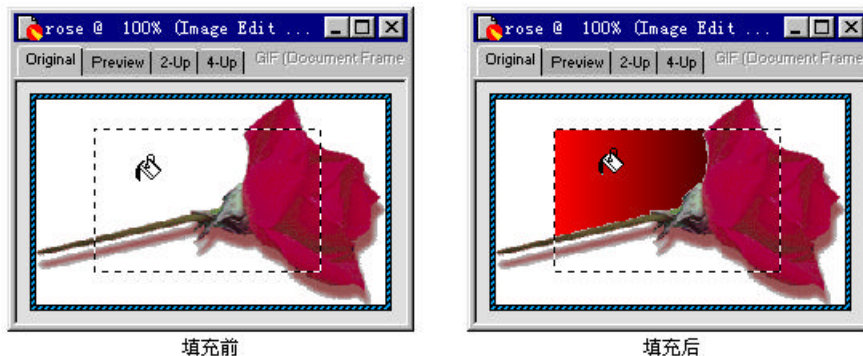 rose @ 100% (Image Edit ...
Original Preview 2-Up 4-Up GIF (Document Frame
填充前
rose @ 100% (Image Edit ...
Original Preview 2-Up 4-Up GIF (Document Frame
填充后